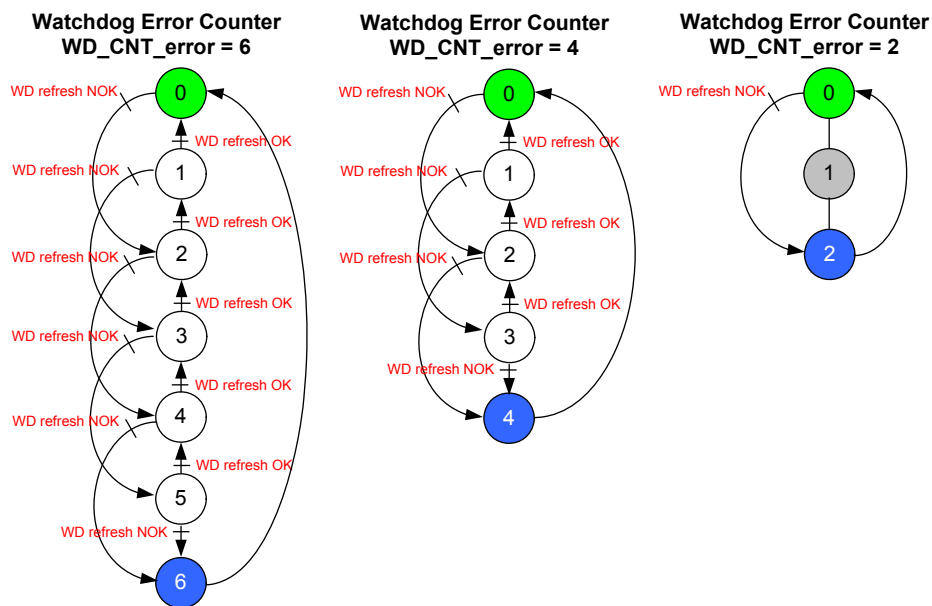 Watchdog Error Counter
WD_CNT_error = 6
WD refresh NOK
0
WD refresh OK
WD refresh NOK
1
WD refresh OK
2
WD refresh NOK
WD refresh OK
WD refresh NOK
3
WD refresh OK
4
WD refresh NOK
WD refresh OK
5
WD refresh NOK
6
Watchdog Error Counter
WD_CNT_error = 4
WD refresh NOK
0
WD refresh OK
WD refresh NOK
1
WD refresh OK
2
WD refresh NOK
WD refresh OK
3
WD refresh NOK
4
Watchdog Error Counter
WD_CNT_error = 2
WD refresh NOK
0
1
2